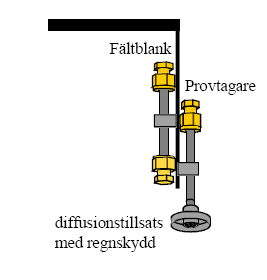 Fältblank
Provtagare
diffusionstillsats
med regnskydd